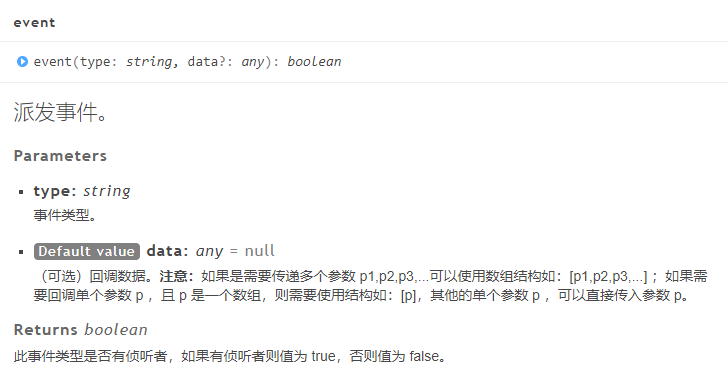 event
event(type: string, data?: any): boolean
派发事件。
Parameters
type: string
事件类型。
Default value data: any = null
（可选）回调数据。注意：如果是需要传递多个参数 p1,p2,p3,...可以使用数组结构如：[p1,p2,p3,...] ；如果需
要回调单个参数 p ，且 p 是一个数组，则需要使用结构如：[p]，其他的单个参数 p ，可以直接传入参数 p。
Returns boolean
此事件类型是否有侦听者，如果有侦听者则值为 true，否则值为 false。